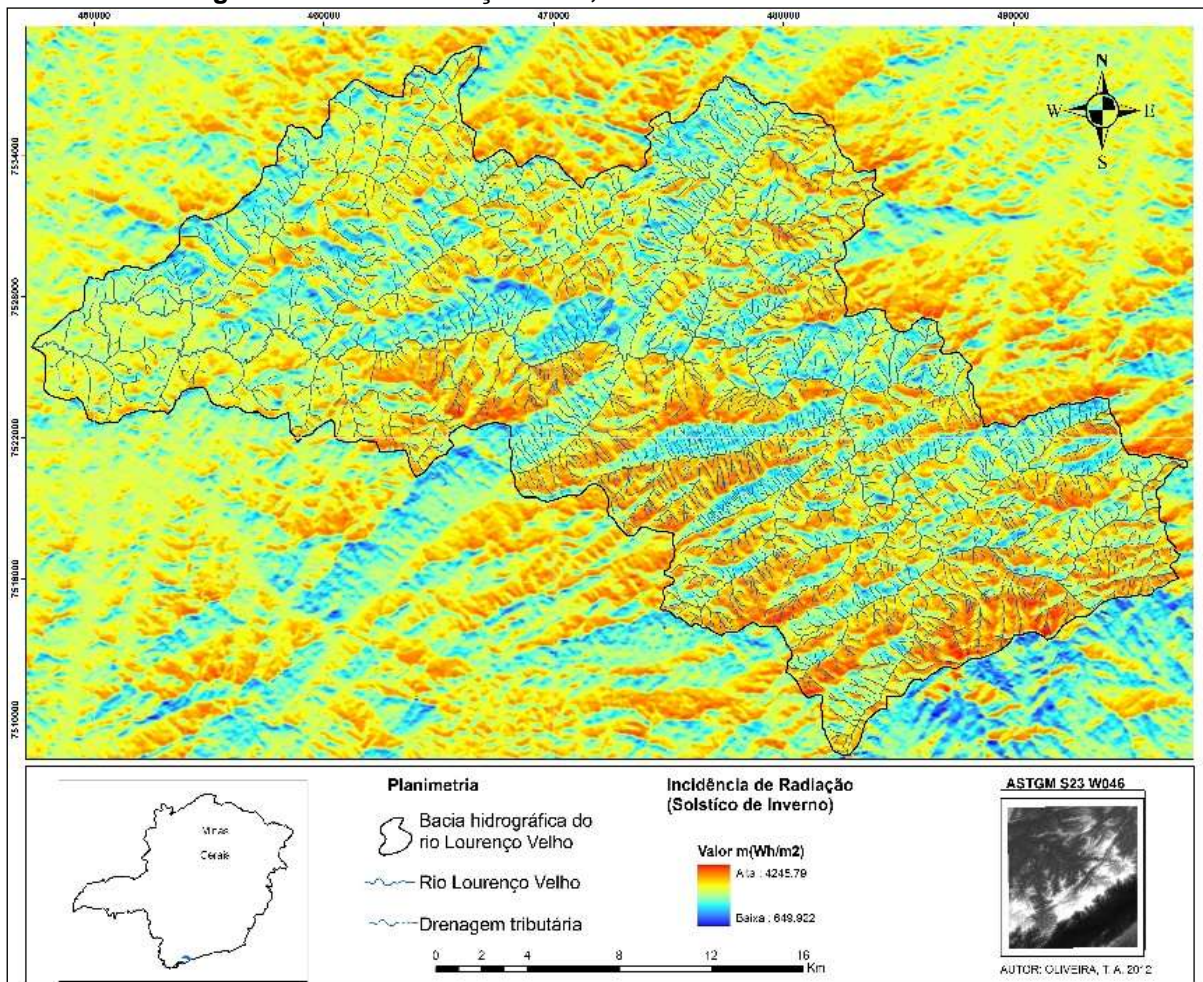 460000 470000 480000 490000
N
W E
S
7534000
7528000
7522000
7510000
Minas
Gerais
Planimetria
Bacia hidrográfica do
rio Lourenço Velho
Rio Lourenço Velho
Drenagem tributária
0 2 4 8 12 16
Km
Incidência de Radiação
(Solstíco de Inverno)
Valor m(Wh/m2)
Alta : 4245.79
Baixa : 649.922
ASTGM S23 W046
AUTOR: OLIVEIRA, T. A. 2012